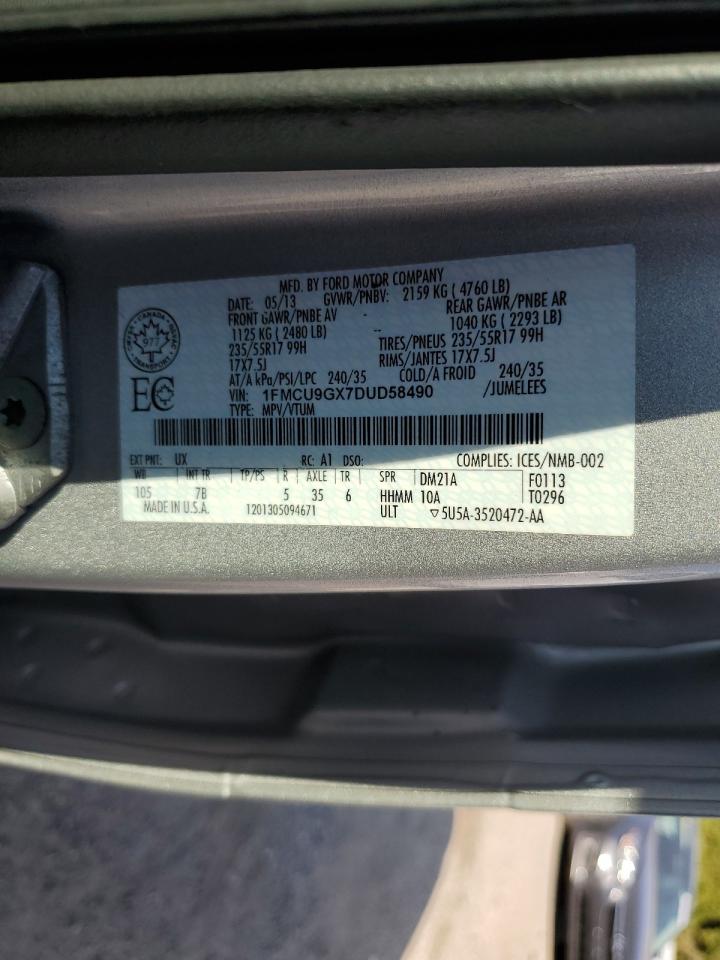 MFD. BY FORD MOTOR COMPANY
DATE: 05/13 GVWR/PNBV: 2159 KG ( 4760 LB)
FRONT GAWR/PNBE AV REAR GAWR/PNBE AR
1125 KG ( 2480 LB) -- 1040 KG ( 2293 LB)
235/55R17 99H TIRES/PNEUS 235/55R17 99H
17X7.5J RIMS/JANTES 17X7.5J
AT/A kPa/PSI/LPC 240/35 COLD/A FROID 240/35
VIN: 1FMCU9GX7DUD58490 /JUMELEES
TYPE: MPV/VTUM
CANADA
TRANSPORT
977
EC
EXT PNT: UX RC: A1 DSO: COMPLIES: ICES/NMB-002
WB INT TR TP/PS R AXLE TR SPR DM21A F0113
105 7B 5 35 6 HHMM 10A T0296
MADE IN U.S.A. 1201305094671 ULT ▽5U5A-3520472-AA